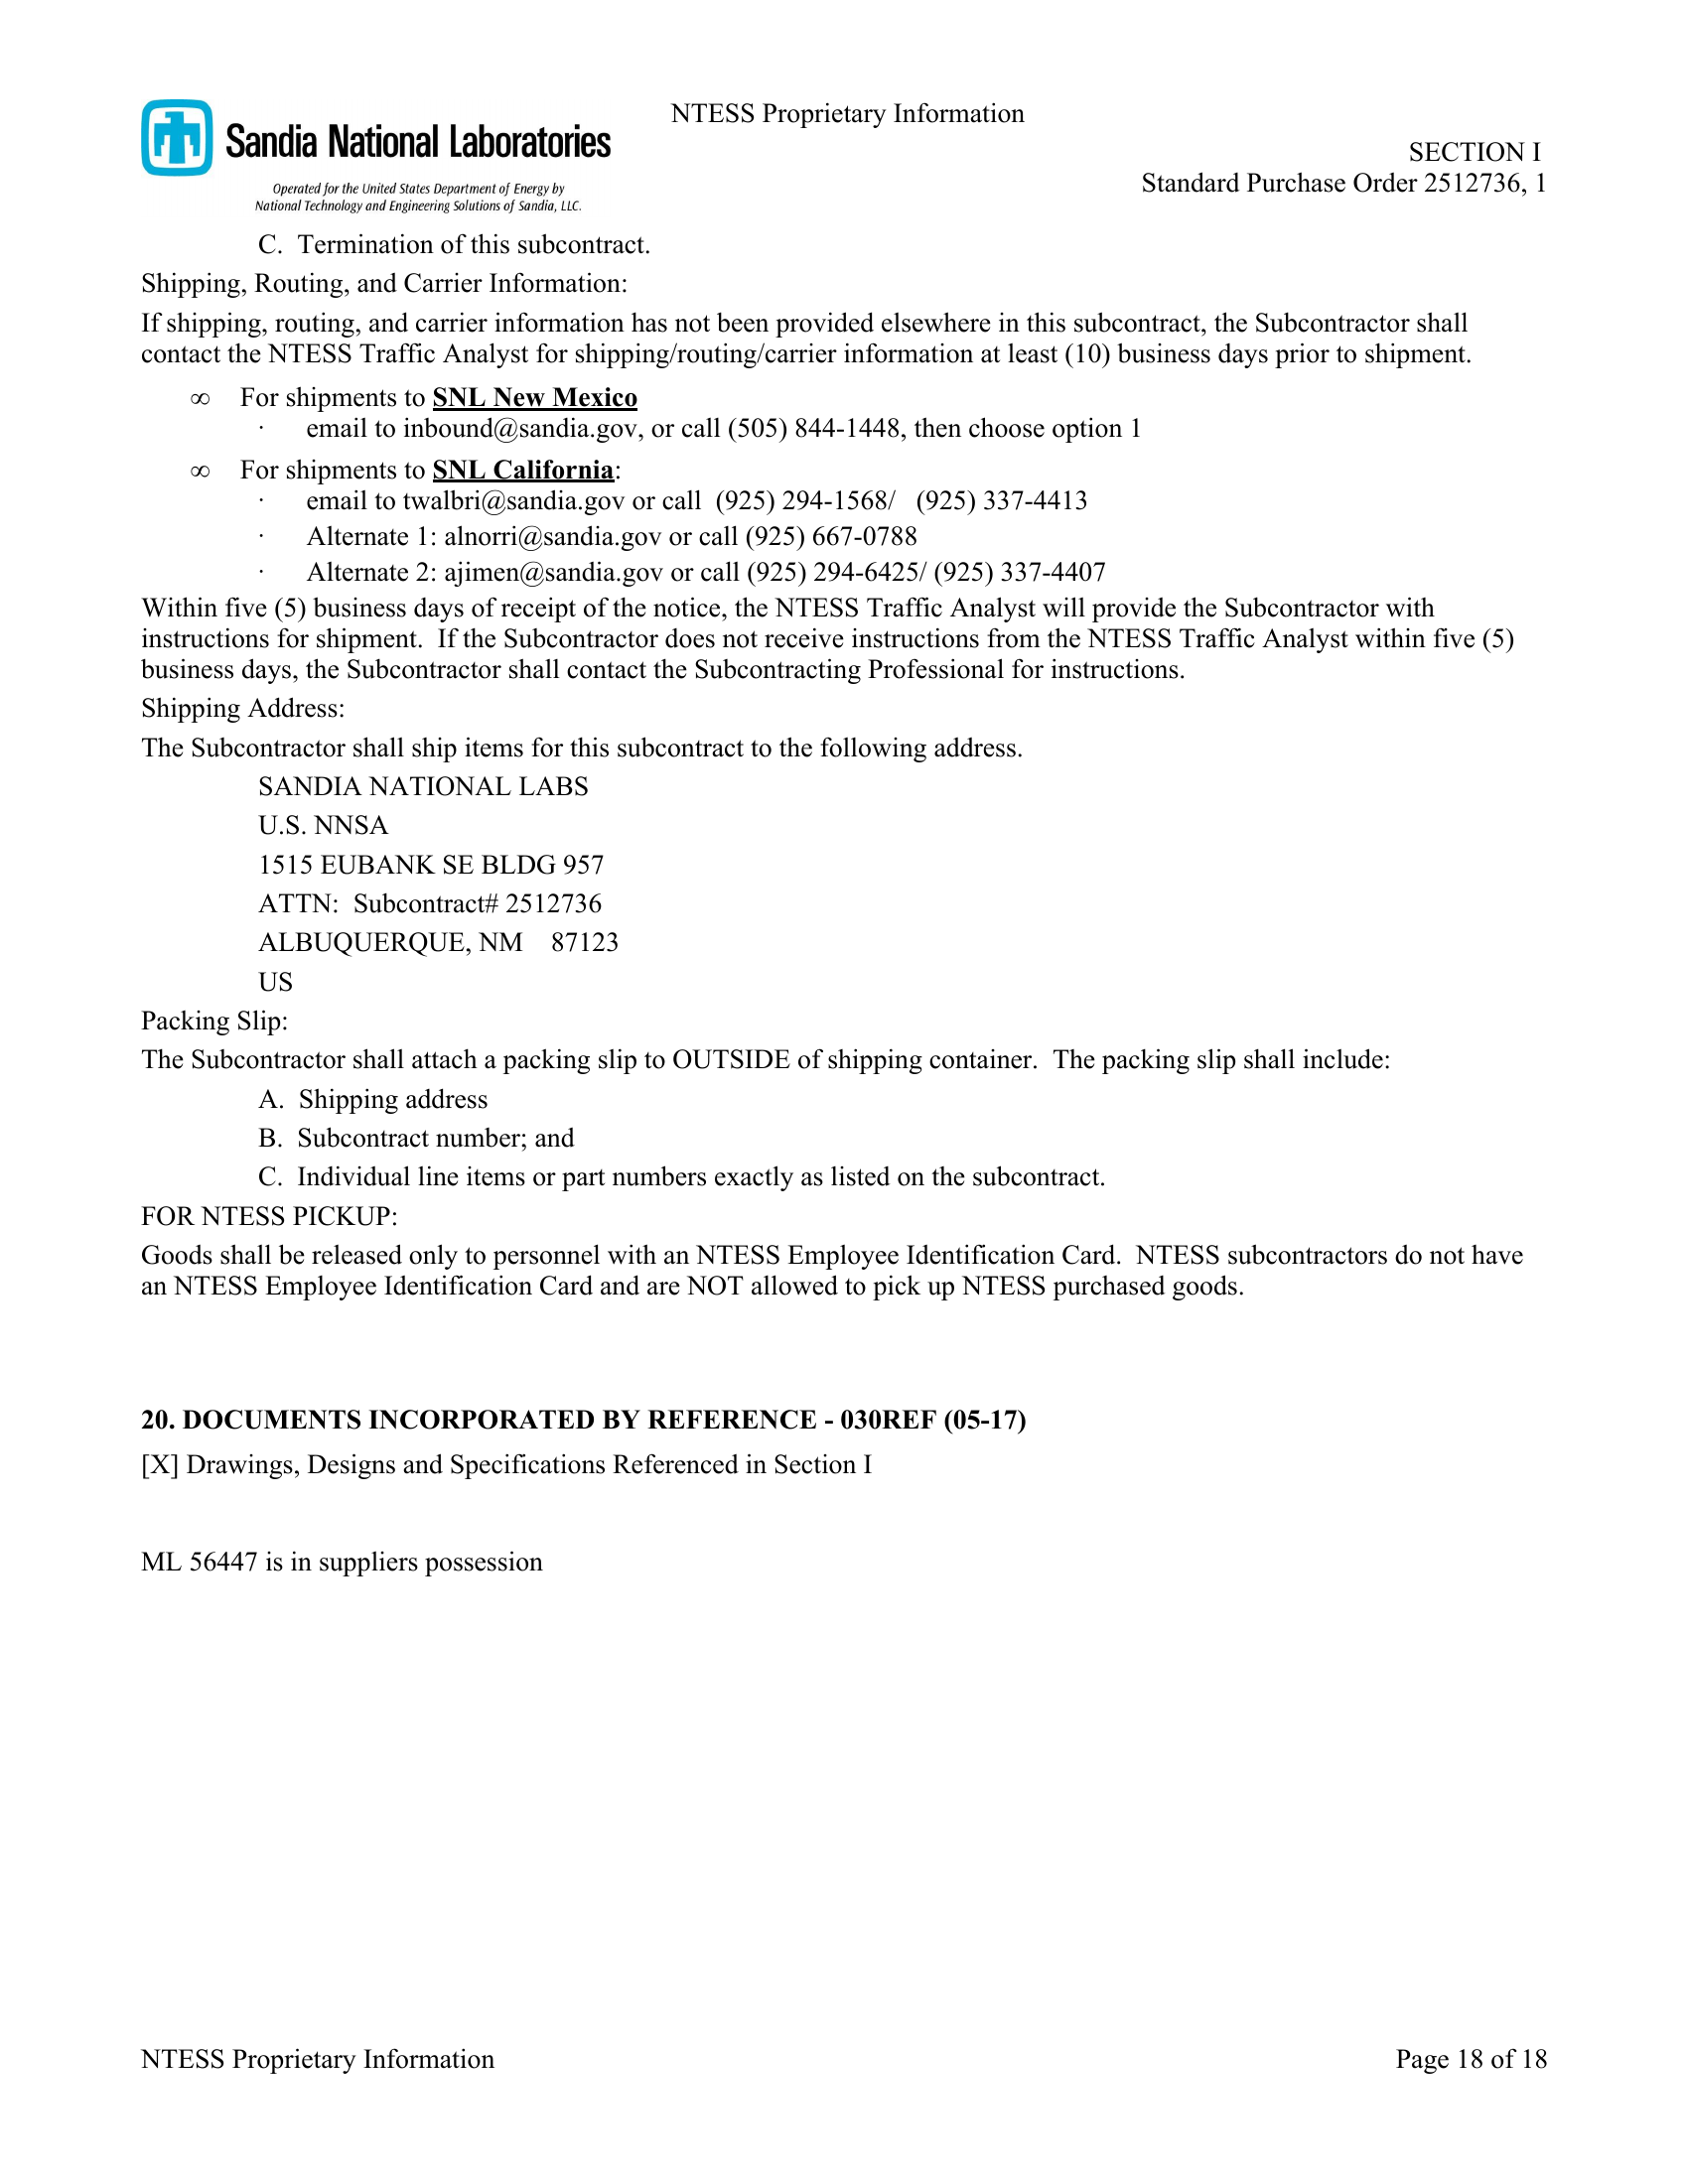 NTESS Proprietary Information
Sandia National Laboratories
SECTION I
Standard Purchase Order 2512736, 1
Operated for the United States Department of Energy by
National Technology and Engineering Solutions of Sandia, LLC.
C.  Termination of this subcontract.
Shipping, Routing, and Carrier Information:
If shipping, routing, and carrier information has not been provided elsewhere in this subcontract, the Subcontractor shall
contact the NTESS Traffic Analyst for shipping/routing/carrier information at least (10) business days prior to shipment.
∞ For shipments to SNL New Mexico
· email to inbound@sandia.gov, or call (505) 844-1448, then choose option 1
∞ For shipments to SNL California:
· email to twalbri@sandia.gov or call  (925) 294-1568/   (925) 337-4413
· Alternate 1: alnorri@sandia.gov or call (925) 667-0788
· Alternate 2: ajimen@sandia.gov or call (925) 294-6425/ (925) 337-4407
Within five (5) business days of receipt of the notice, the NTESS Traffic Analyst will provide the Subcontractor with
instructions for shipment.  If the Subcontractor does not receive instructions from the NTESS Traffic Analyst within five (5)
business days, the Subcontractor shall contact the Subcontracting Professional for instructions.
Shipping Address:
The Subcontractor shall ship items for this subcontract to the following address.
SANDIA NATIONAL LABS
U.S. NNSA
1515 EUBANK SE BLDG 957
ATTN:  Subcontract# 2512736
ALBUQUERQUE, NM    87123
US
Packing Slip:
The Subcontractor shall attach a packing slip to OUTSIDE of shipping container.  The packing slip shall include:
A.  Shipping address
B.  Subcontract number; and
C.  Individual line items or part numbers exactly as listed on the subcontract.
FOR NTESS PICKUP:
Goods shall be released only to personnel with an NTESS Employee Identification Card.  NTESS subcontractors do not have
an NTESS Employee Identification Card and are NOT allowed to pick up NTESS purchased goods.
20. DOCUMENTS INCORPORATED BY REFERENCE - 030REF (05-17)
[X] Drawings, Designs and Specifications Referenced in Section I
ML 56447 is in suppliers possession
NTESS Proprietary Information
Page 18 of 18